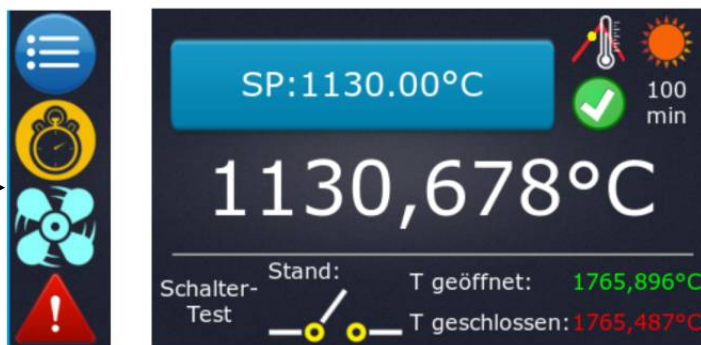 SP:1130.00°C
100
min
1130,678°C
Schalter-
Test
Stand:
T geöffnet: 1765,896°C
T geschlossen: 1765,487°C